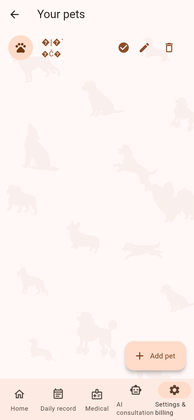 Your pets
Add pet
Home
Daily record
Medical
AI consultation
Settings & billing